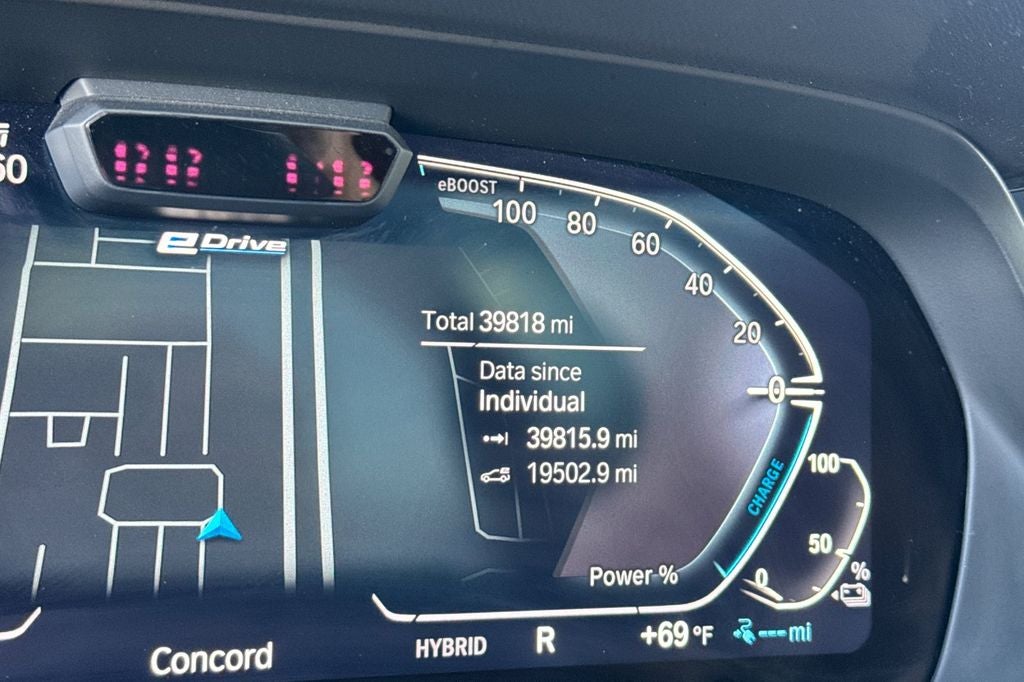 60
eBOOST
100
80
60
40
20
0
eDrive
Total 39818 mi
Data since
Individual
39815.9 mi
19502.9 mi
CHARGE
100
50
0
%
Power %
HYBRID R +69 °F --- mi
Concord